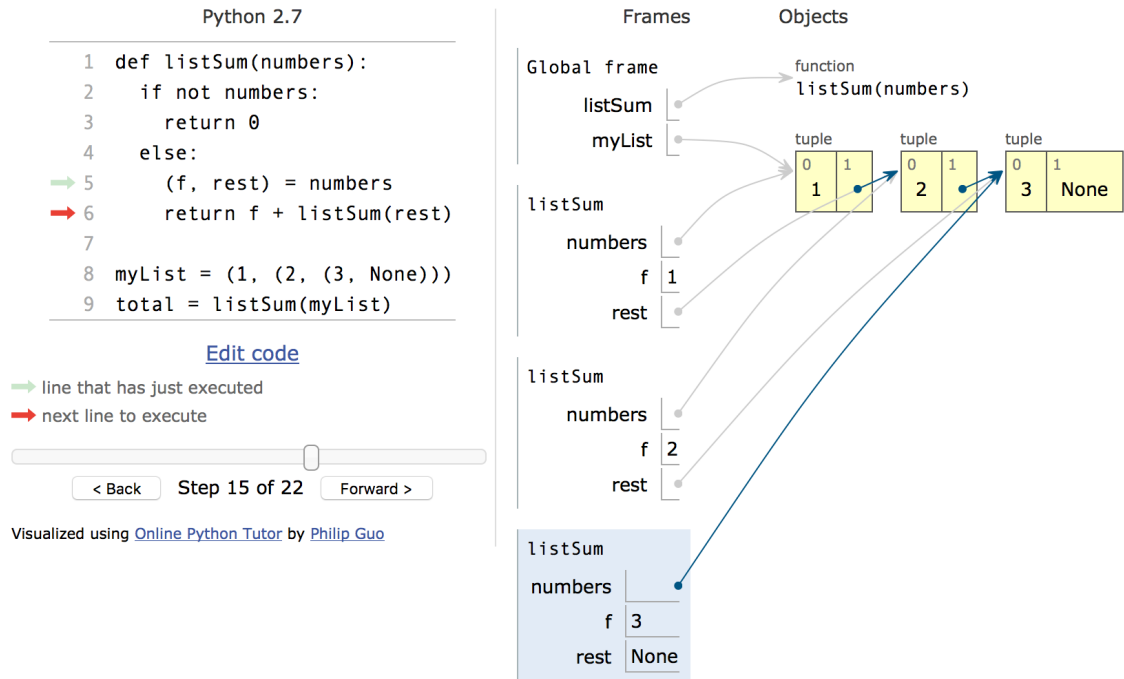 Python 2.7
1 def listSum(numbers):
2 if not numbers:
3 return 0
4 else:
5 (f, rest) = numbers
6 return f + listSum(rest)
7
8 myList = (1, (2, (3, None)))
9 total = listSum(myList)
Edit code
line that has just executed
next line to execute
< Back Step 15 of 22 Forward >
Visualized using Online Python Tutor by Philip Guo
Frames Objects
Global frame
listSum
myList
function
listSum(numbers)
tuple
0 1
1
tuple
0 1
2
tuple
0 1
3 None
listSum
numbers
f 1
rest
listSum
numbers
f 2
rest
listSum
numbers
f 3
rest None